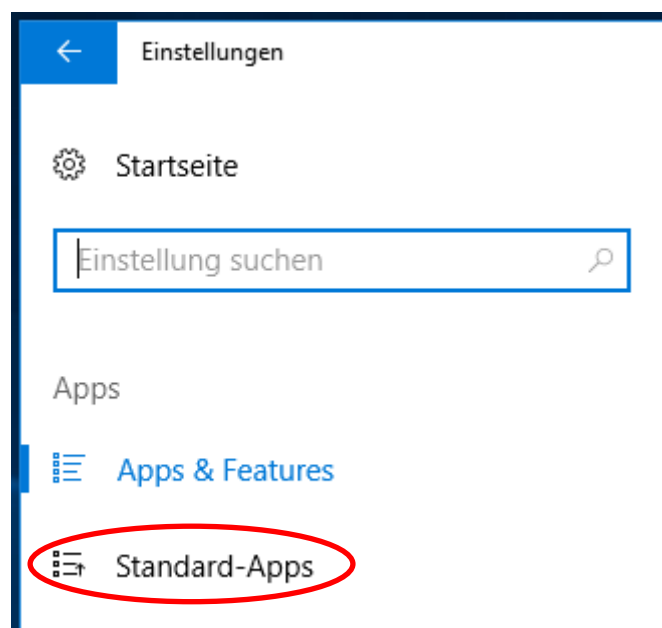 Einstellungen
Startseite
Einstellung suchen
Apps
Apps & Features
Standard-Apps